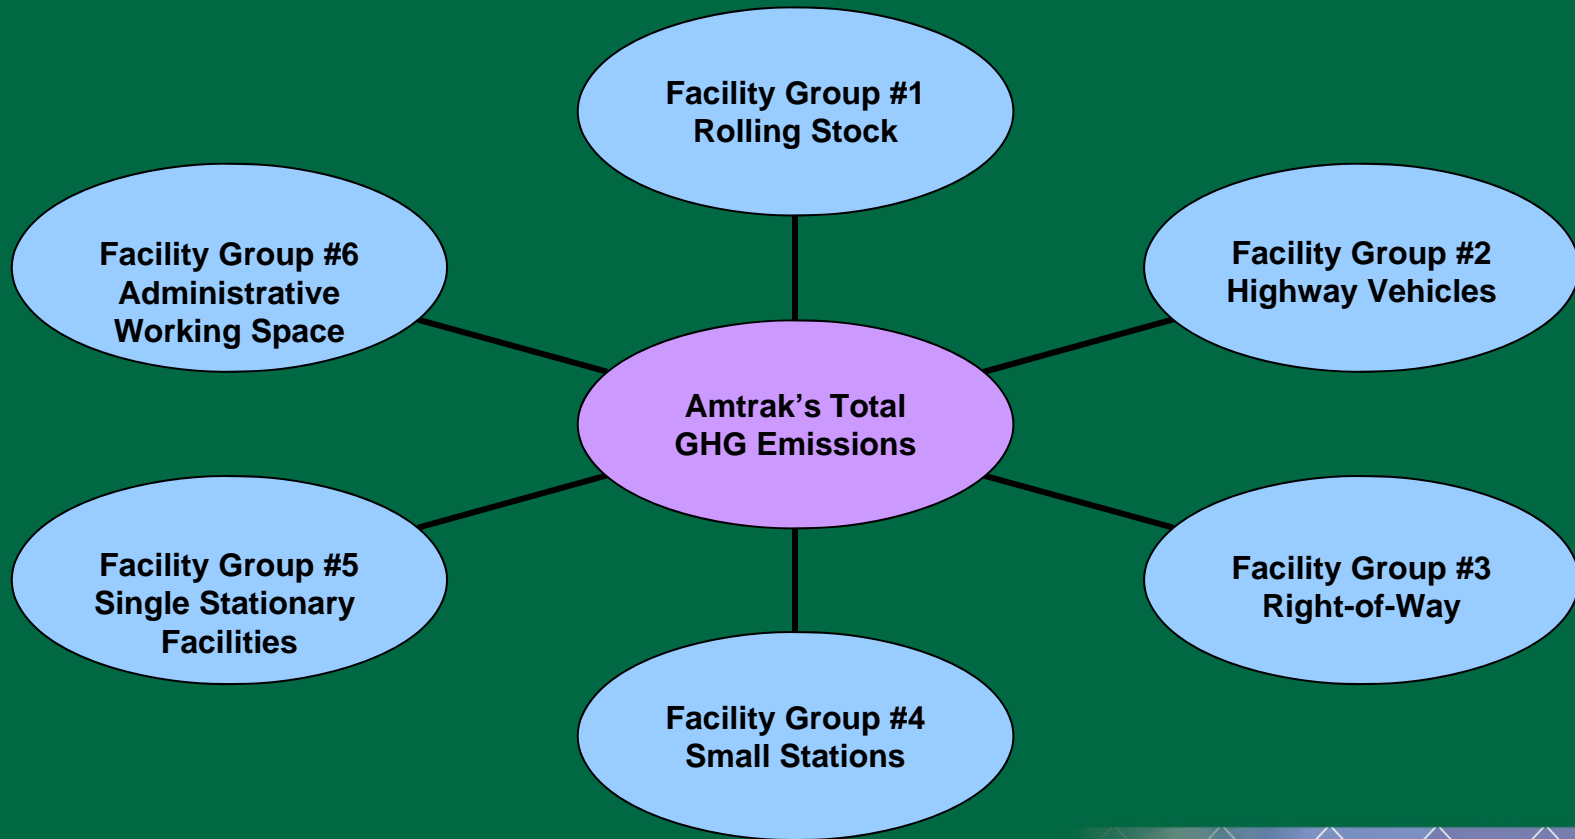 Facility Group #1
Rolling Stock
Facility Group #2
Highway Vehicles
Facility Group #3
Right-of-Way
Facility Group #4
Small Stations
Facility Group #5
Single Stationary
Facilities
Facility Group #6
Administrative
Working Space
Amtrak’s Total
GHG Emissions